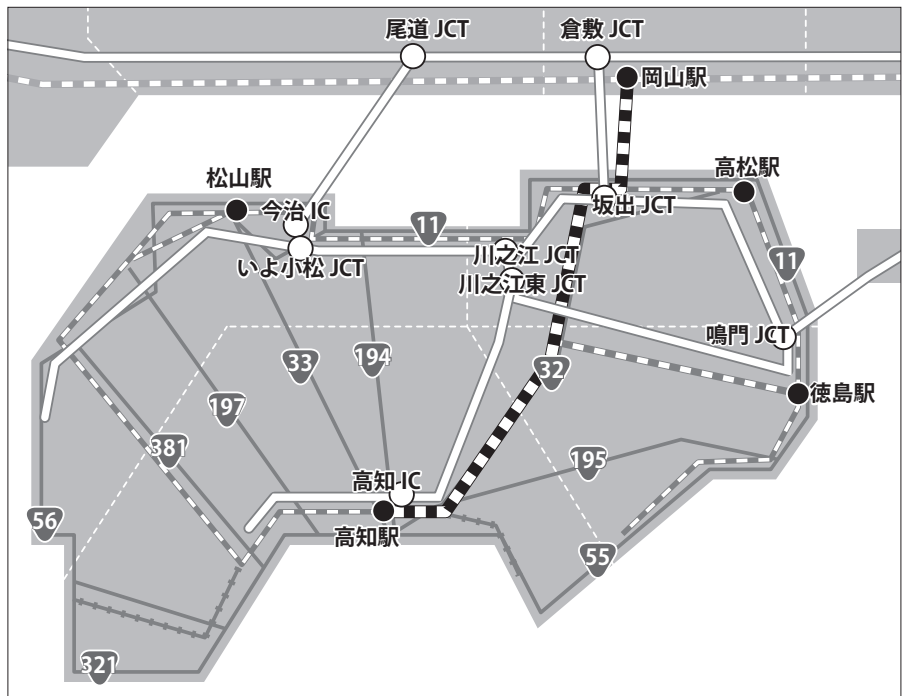 尾道 JCT
倉敷 JCT
岡山駅
高松駅
松山駅
今治 IC
坂出 JCT
11
川之江 JCT
いよ小松 JCT
11
川之江東 JCT
鳴門 JCT
33
194
32
徳島駅
197
381
195
高知 IC
56
高知駅
55
321